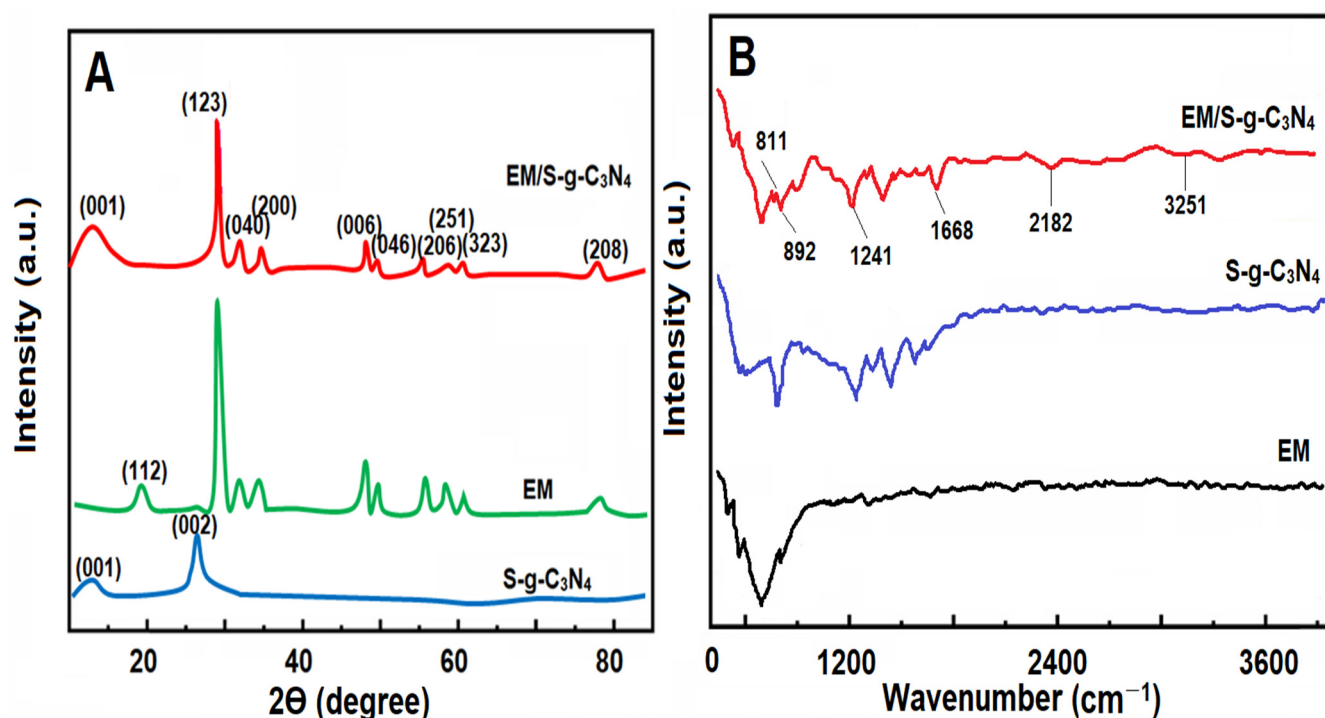 A
(123)
EM/S-g-C₃N₄
(001)
(200)
(040)
(251)
(006)
(046)
(206)
(323)
(208)
(112)
EM
(002)
(001)
S-g-C₃N₄
Intensity (a.u.)
20
40
60
80
2Θ (degree)
B
EM/S-g-C₃N₄
811
892
1241
1668
2182
3251
S-g-C₃N₄
EM
Intensity (a.u.)
0
1200
2400
3600
Wavenumber (cm⁻¹)